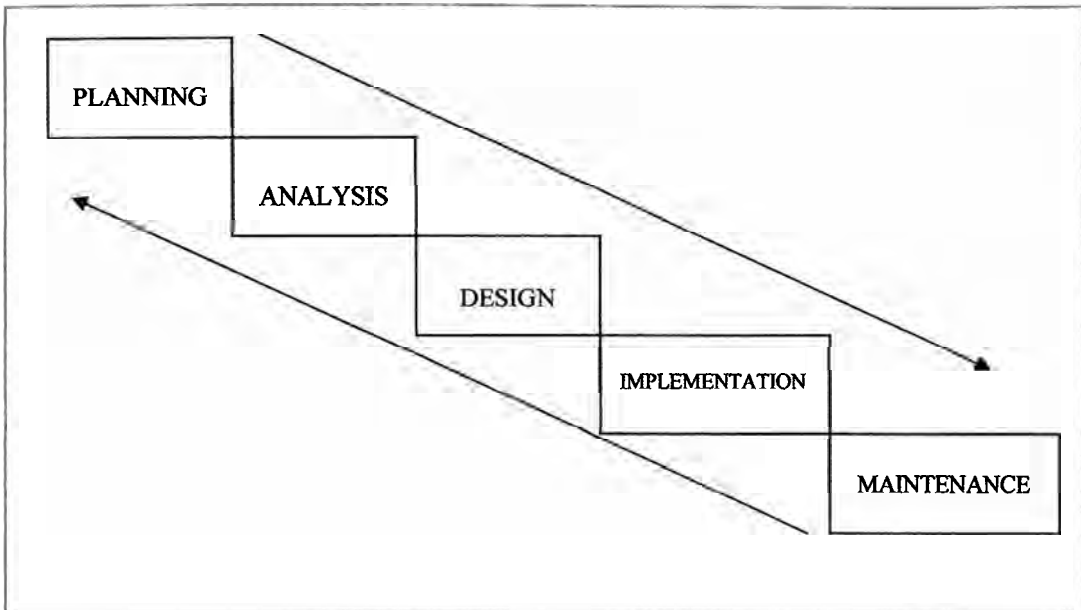 PLANNING
ANALYSIS
DESIGN
IMPLEMENTATION
MAINTENANCE